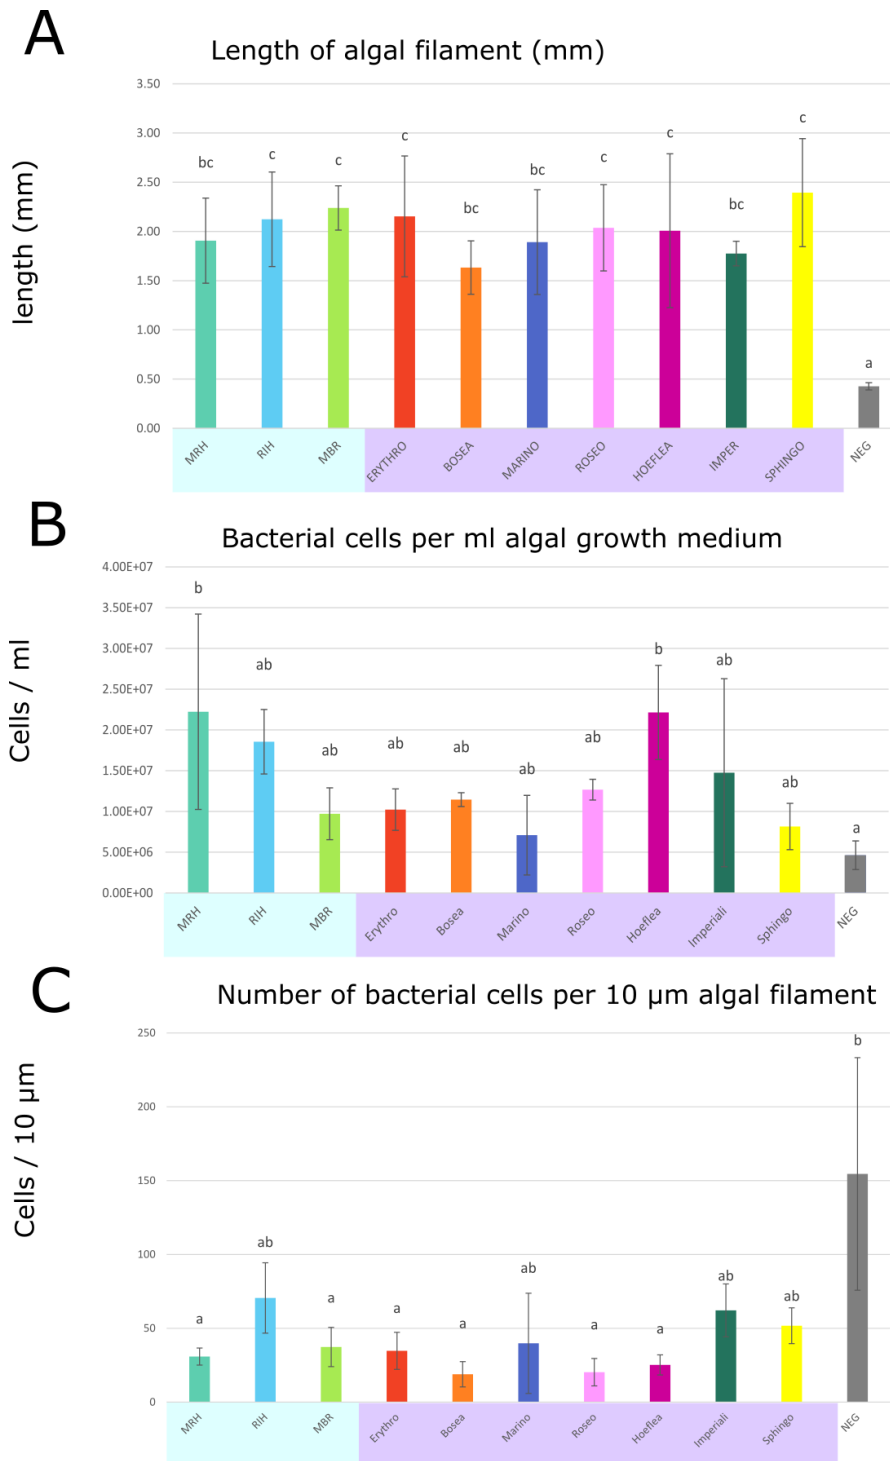 A
Length of algal filament (mm)
length (mm)
3.50
3.00
2.50
2.00
1.50
1.00
0.50
0.00
bc
c
c
c
bc
bc
c
c
bc
c
a
MRH
RIH
MBR
ERYTHRO
BOSEA
MARINO
ROSEO
HOEFLEA
IMPER
SPHINGO
NEG
B
Bacterial cells per ml algal growth medium
Cells / ml
4.00E+07
3.50E+07
3.00E+07
2.50E+07
2.00E+07
1.50E+07
1.00E+07
5.00E+06
0.00E+00
b
ab
ab
ab
ab
ab
ab
b
ab
ab
a
MRH
RIH
MBR
Erythro
Bosea
Marino
Roseo
Hoeflea
Imperiali
Sphingo
NEG
C
Number of bacterial cells per 10 µm algal filament
Cells / 10 µm
250
200
150
100
50
0
a
ab
a
a
a
ab
a
a
ab
ab
b
MRH
RIH
MBR
Erythro
Bosea
Marino
Roseo
Hoeflea
Imperiali
Sphingo
NEG